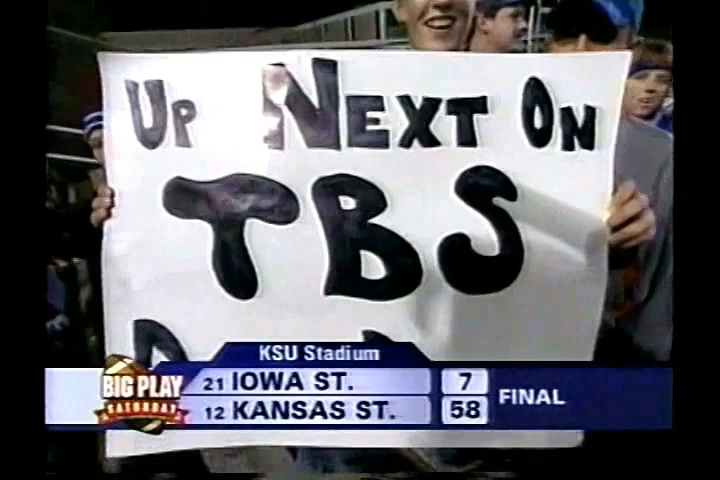 UP NEXT ON
TBS
KSU Stadium
BIG PLAY
SATURDAY
21 IOWA ST. 7
12 KANSAS ST. 58
FINAL